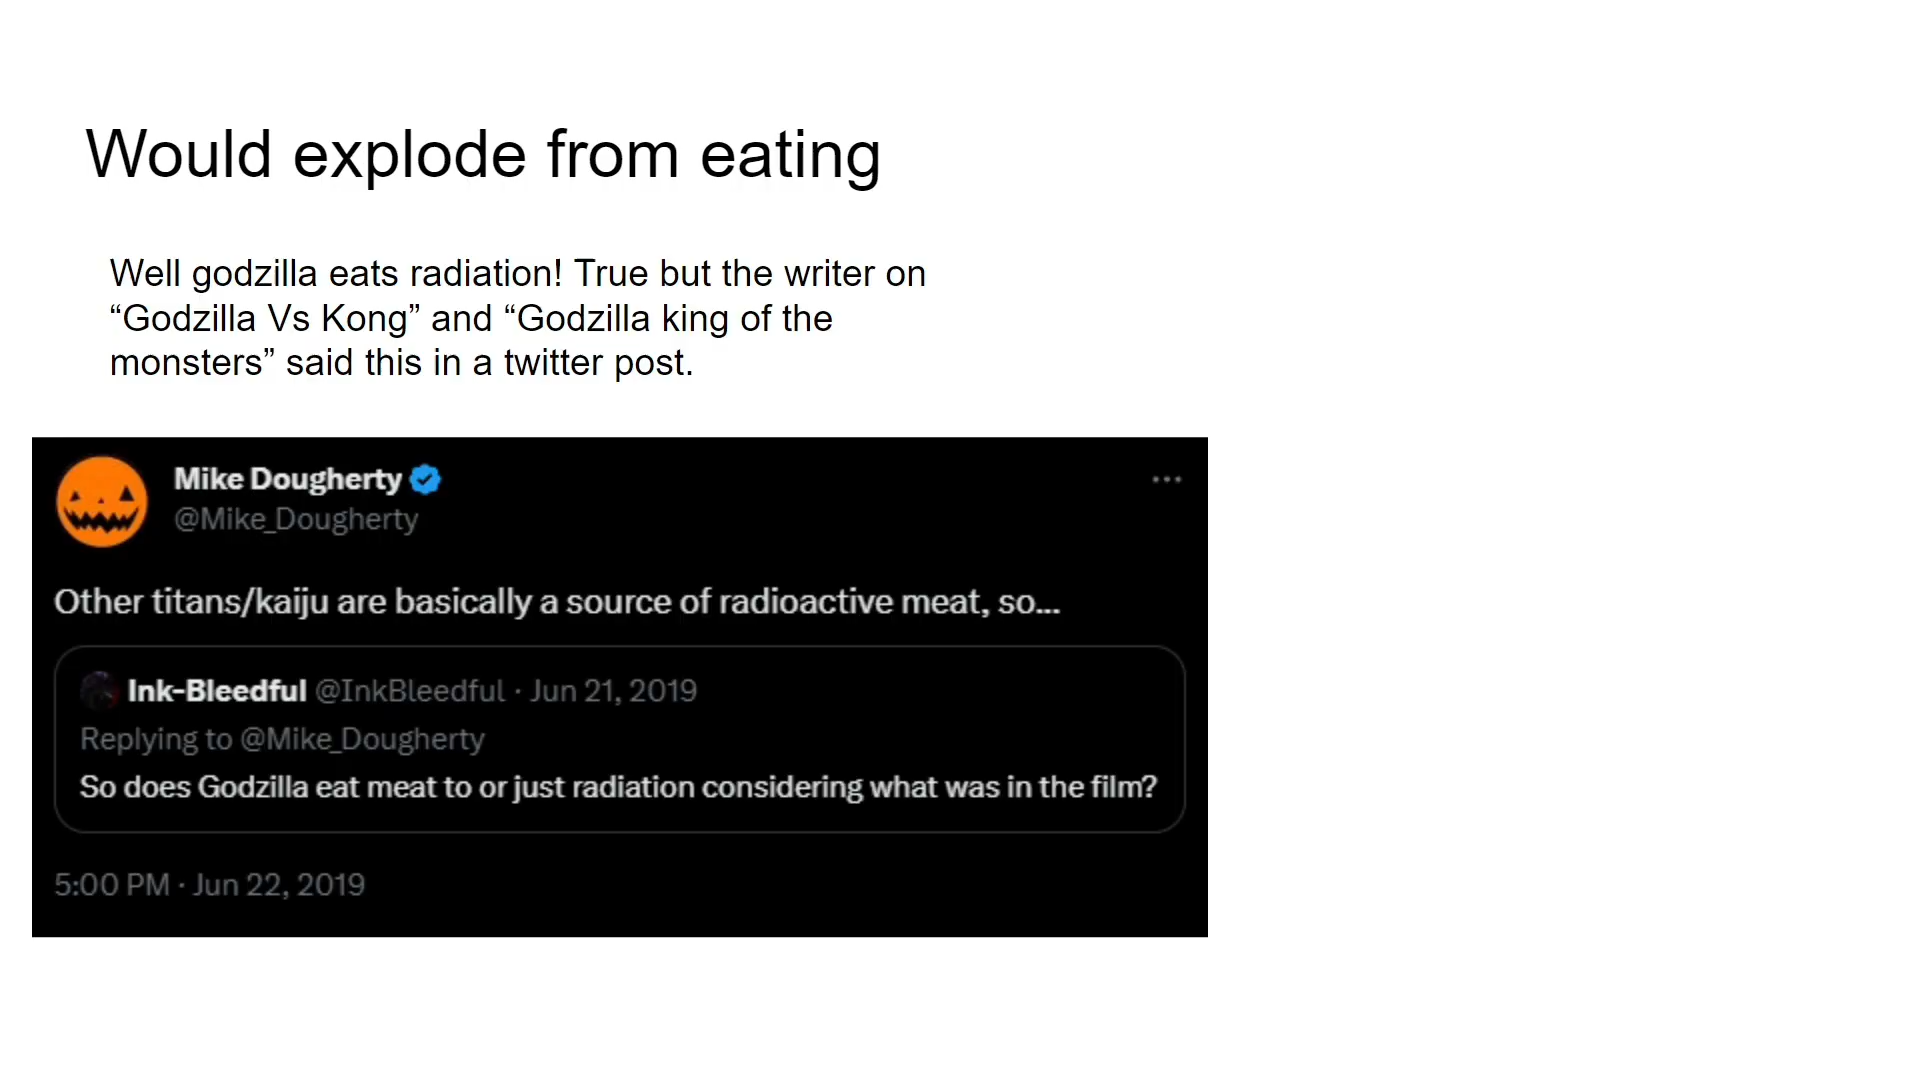 Would explode from eating
Well godzilla eats radiation! True but the writer on
“Godzilla Vs Kong” and “Godzilla king of the
monsters” said this in a twitter post.
Mike Dougherty
@Mike_Dougherty
Other titans/kaiju are basically a source of radioactive meat, so...
Ink-Bleedful @InkBleedful · Jun 21, 2019
Replying to @Mike_Dougherty
So does Godzilla eat meat to or just radiation considering what was in the film?
5:00 PM · Jun 22, 2019